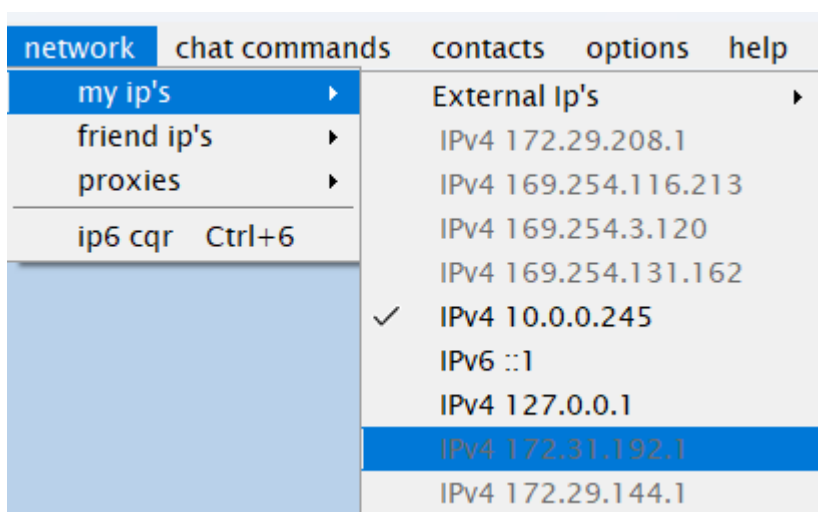 network chat commands contacts options help
my ip's
friend ip's
proxies
ip6 cqr Ctrl+6
External Ip's
IPv4 172.29.208.1
IPv4 169.254.116.213
IPv4 169.254.3.120
IPv4 169.254.131.162
IPv4 10.0.0.245
IPv6 ::1
IPv4 127.0.0.1
IPv4 172.31.192.1
IPv4 172.29.144.1